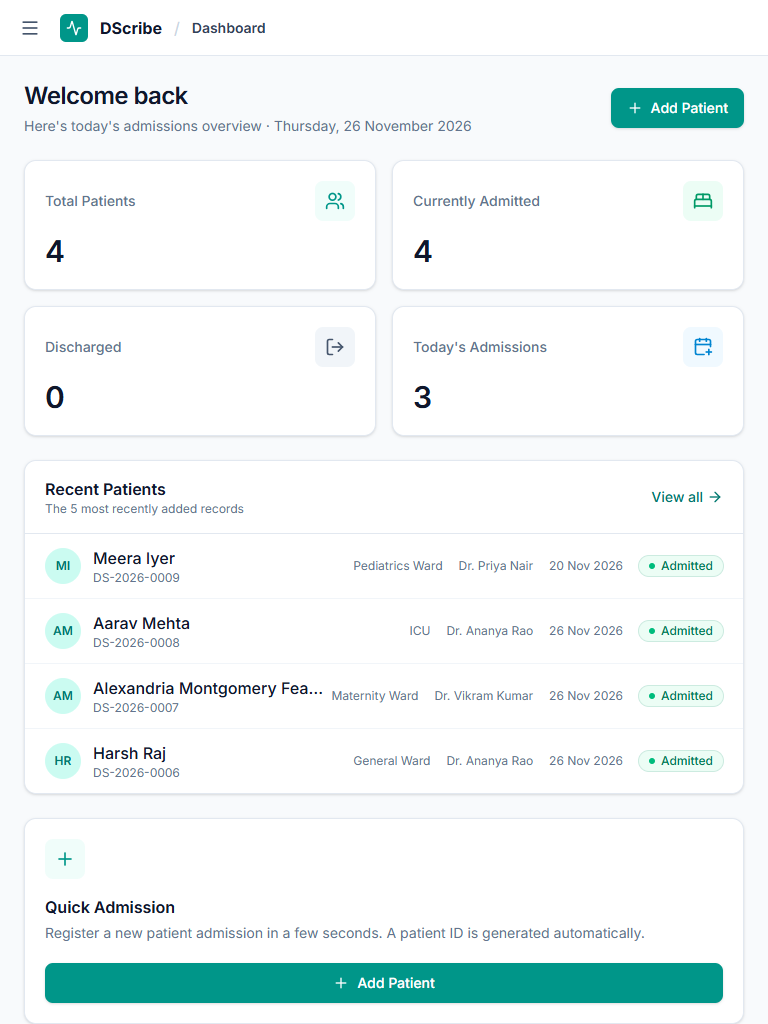 DScribe / Dashboard
Welcome back
Here's today's admissions overview · Thursday, 26 November 2026
+ Add Patient
Total Patients
4
Currently Admitted
4
Discharged
0
Today's Admissions
3
Recent Patients
The 5 most recently added records
View all →
MI Meera Iyer Pediatrics Ward Dr. Priya Nair 20 Nov 2026 Admitted
DS-2026-0009
AM Aarav Mehta ICU Dr. Ananya Rao 26 Nov 2026 Admitted
DS-2026-0008
AM Alexandria Montgomery Fea... Maternity Ward Dr. Vikram Kumar 26 Nov 2026 Admitted
DS-2026-0007
HR Harsh Raj General Ward Dr. Ananya Rao 26 Nov 2026 Admitted
DS-2026-0006
Quick Admission
Register a new patient admission in a few seconds. A patient ID is generated automatically.
+ Add Patient